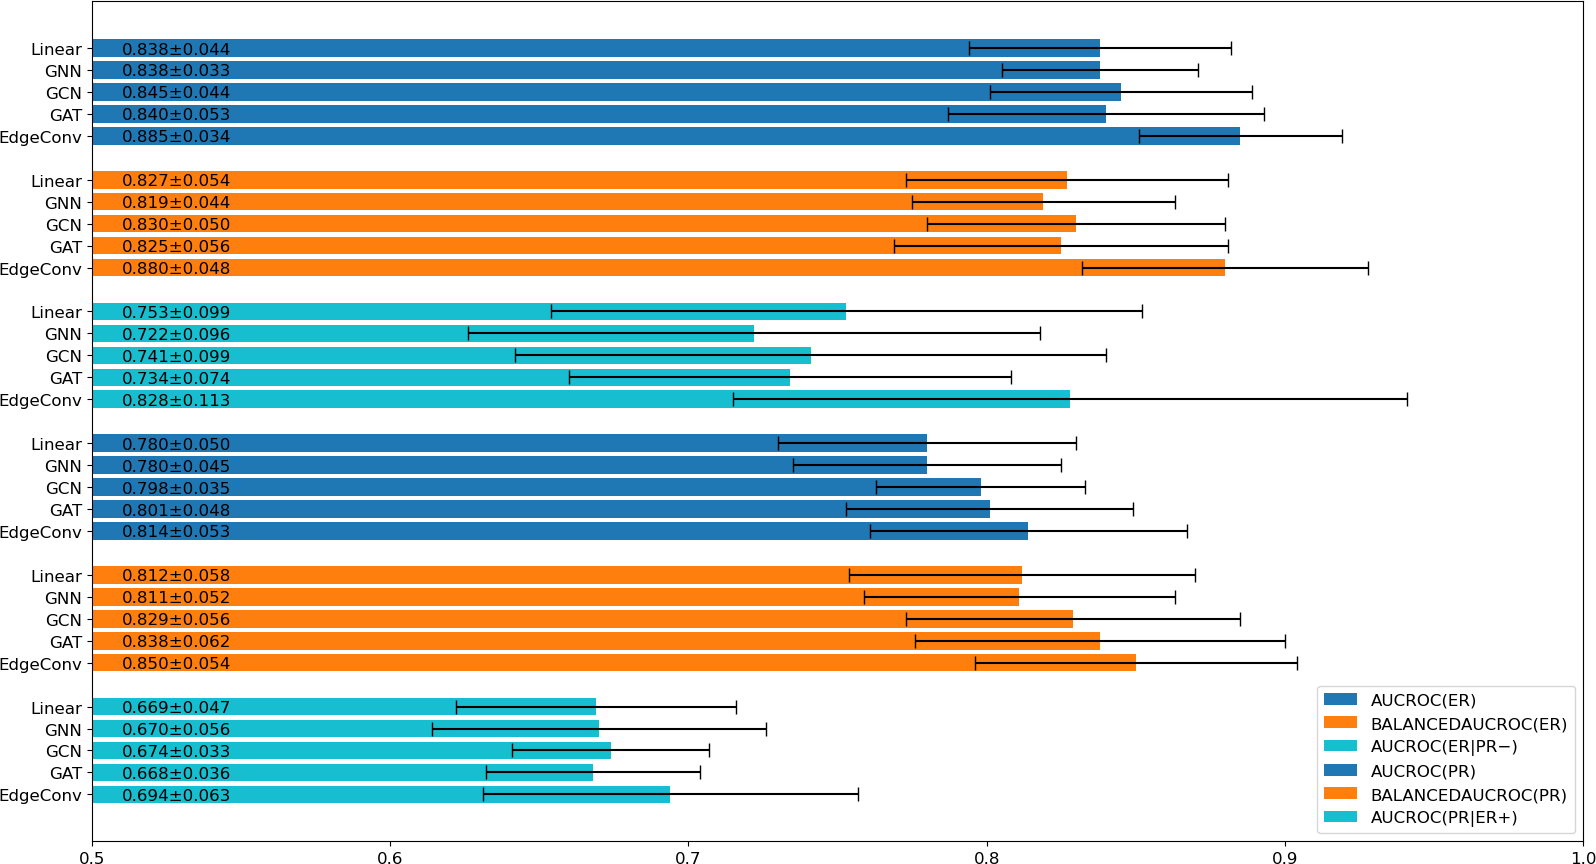 Linear 0.838±0.044
GNN 0.838±0.033
GCN 0.845±0.044
GAT 0.840±0.053
EdgeConv 0.885±0.034
Linear 0.827±0.054
GNN 0.819±0.044
GCN 0.830±0.050
GAT 0.825±0.056
EdgeConv 0.880±0.048
Linear 0.753±0.099
GNN 0.722±0.096
GCN 0.741±0.099
GAT 0.734±0.074
EdgeConv 0.828±0.113
Linear 0.780±0.050
GNN 0.780±0.045
GCN 0.798±0.035
GAT 0.801±0.048
EdgeConv 0.814±0.053
Linear 0.812±0.058
GNN 0.811±0.052
GCN 0.829±0.056
GAT 0.838±0.062
EdgeConv 0.850±0.054
Linear 0.669±0.047
GNN 0.670±0.056
GCN 0.674±0.033
GAT 0.668±0.036
EdgeConv 0.694±0.063
AUCROC(ER)
BALANCEDAUCROC(ER)
AUCROC(ER|PR−)
AUCROC(PR)
BALANCEDAUCROC(PR)
AUCROC(PR|ER+)
0.5 0.6 0.7 0.8 0.9 1.0